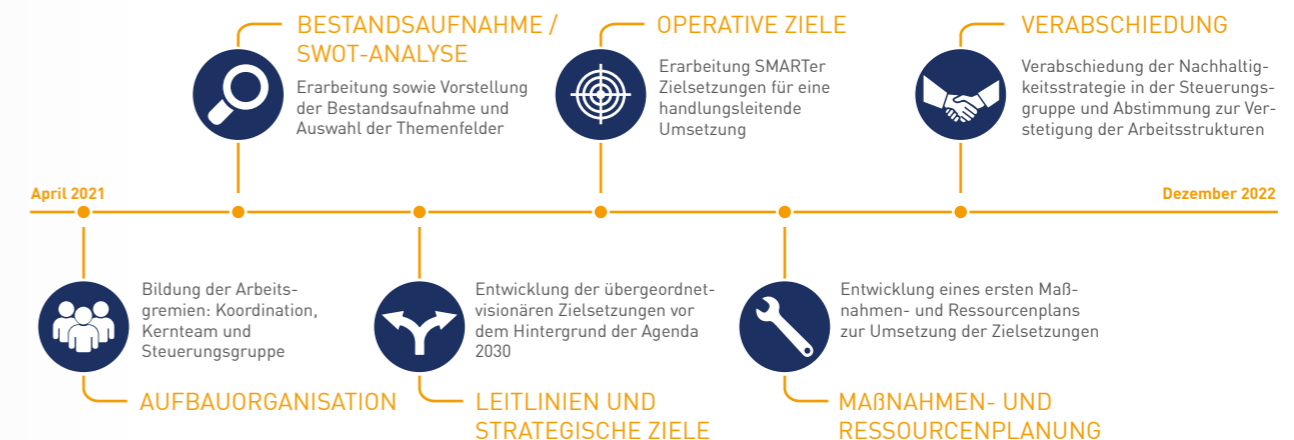 BESTANDSAUFNAHME /
SWOT-ANALYSE
Erarbeitung sowie Vorstellung
der Bestandsaufnahme und
Auswahl der Themenfelder
OPERATIVE ZIELE
Erarbeitung SMARTer
Zielsetzungen für eine
handlungsleitende
Umsetzung
VERABSCHIEDUNG
Verabschiedung der Nachhaltig-
keitsstrategie in der Steuerungs-
gruppe und Abstimmung zur Ver-
stetigung der Arbeitsstrukturen
April 2021
Dezember 2022
Bildung der Arbeits-
gremien: Koordination,
Kernteam und
Steuerungsgruppe
AUFBAUORGANISATION
Entwicklung der übergeordnet-
visionären Zielsetzungen vor
dem Hintergrund der Agenda
2030
LEITLINIEN UND
STRATEGISCHE ZIELE
Entwicklung eines ersten Maß-
nahmen- und Ressourcenplans
zur Umsetzung der Zielsetzungen
MAßNAHMEN- UND
RESSOURCENPLANUNG